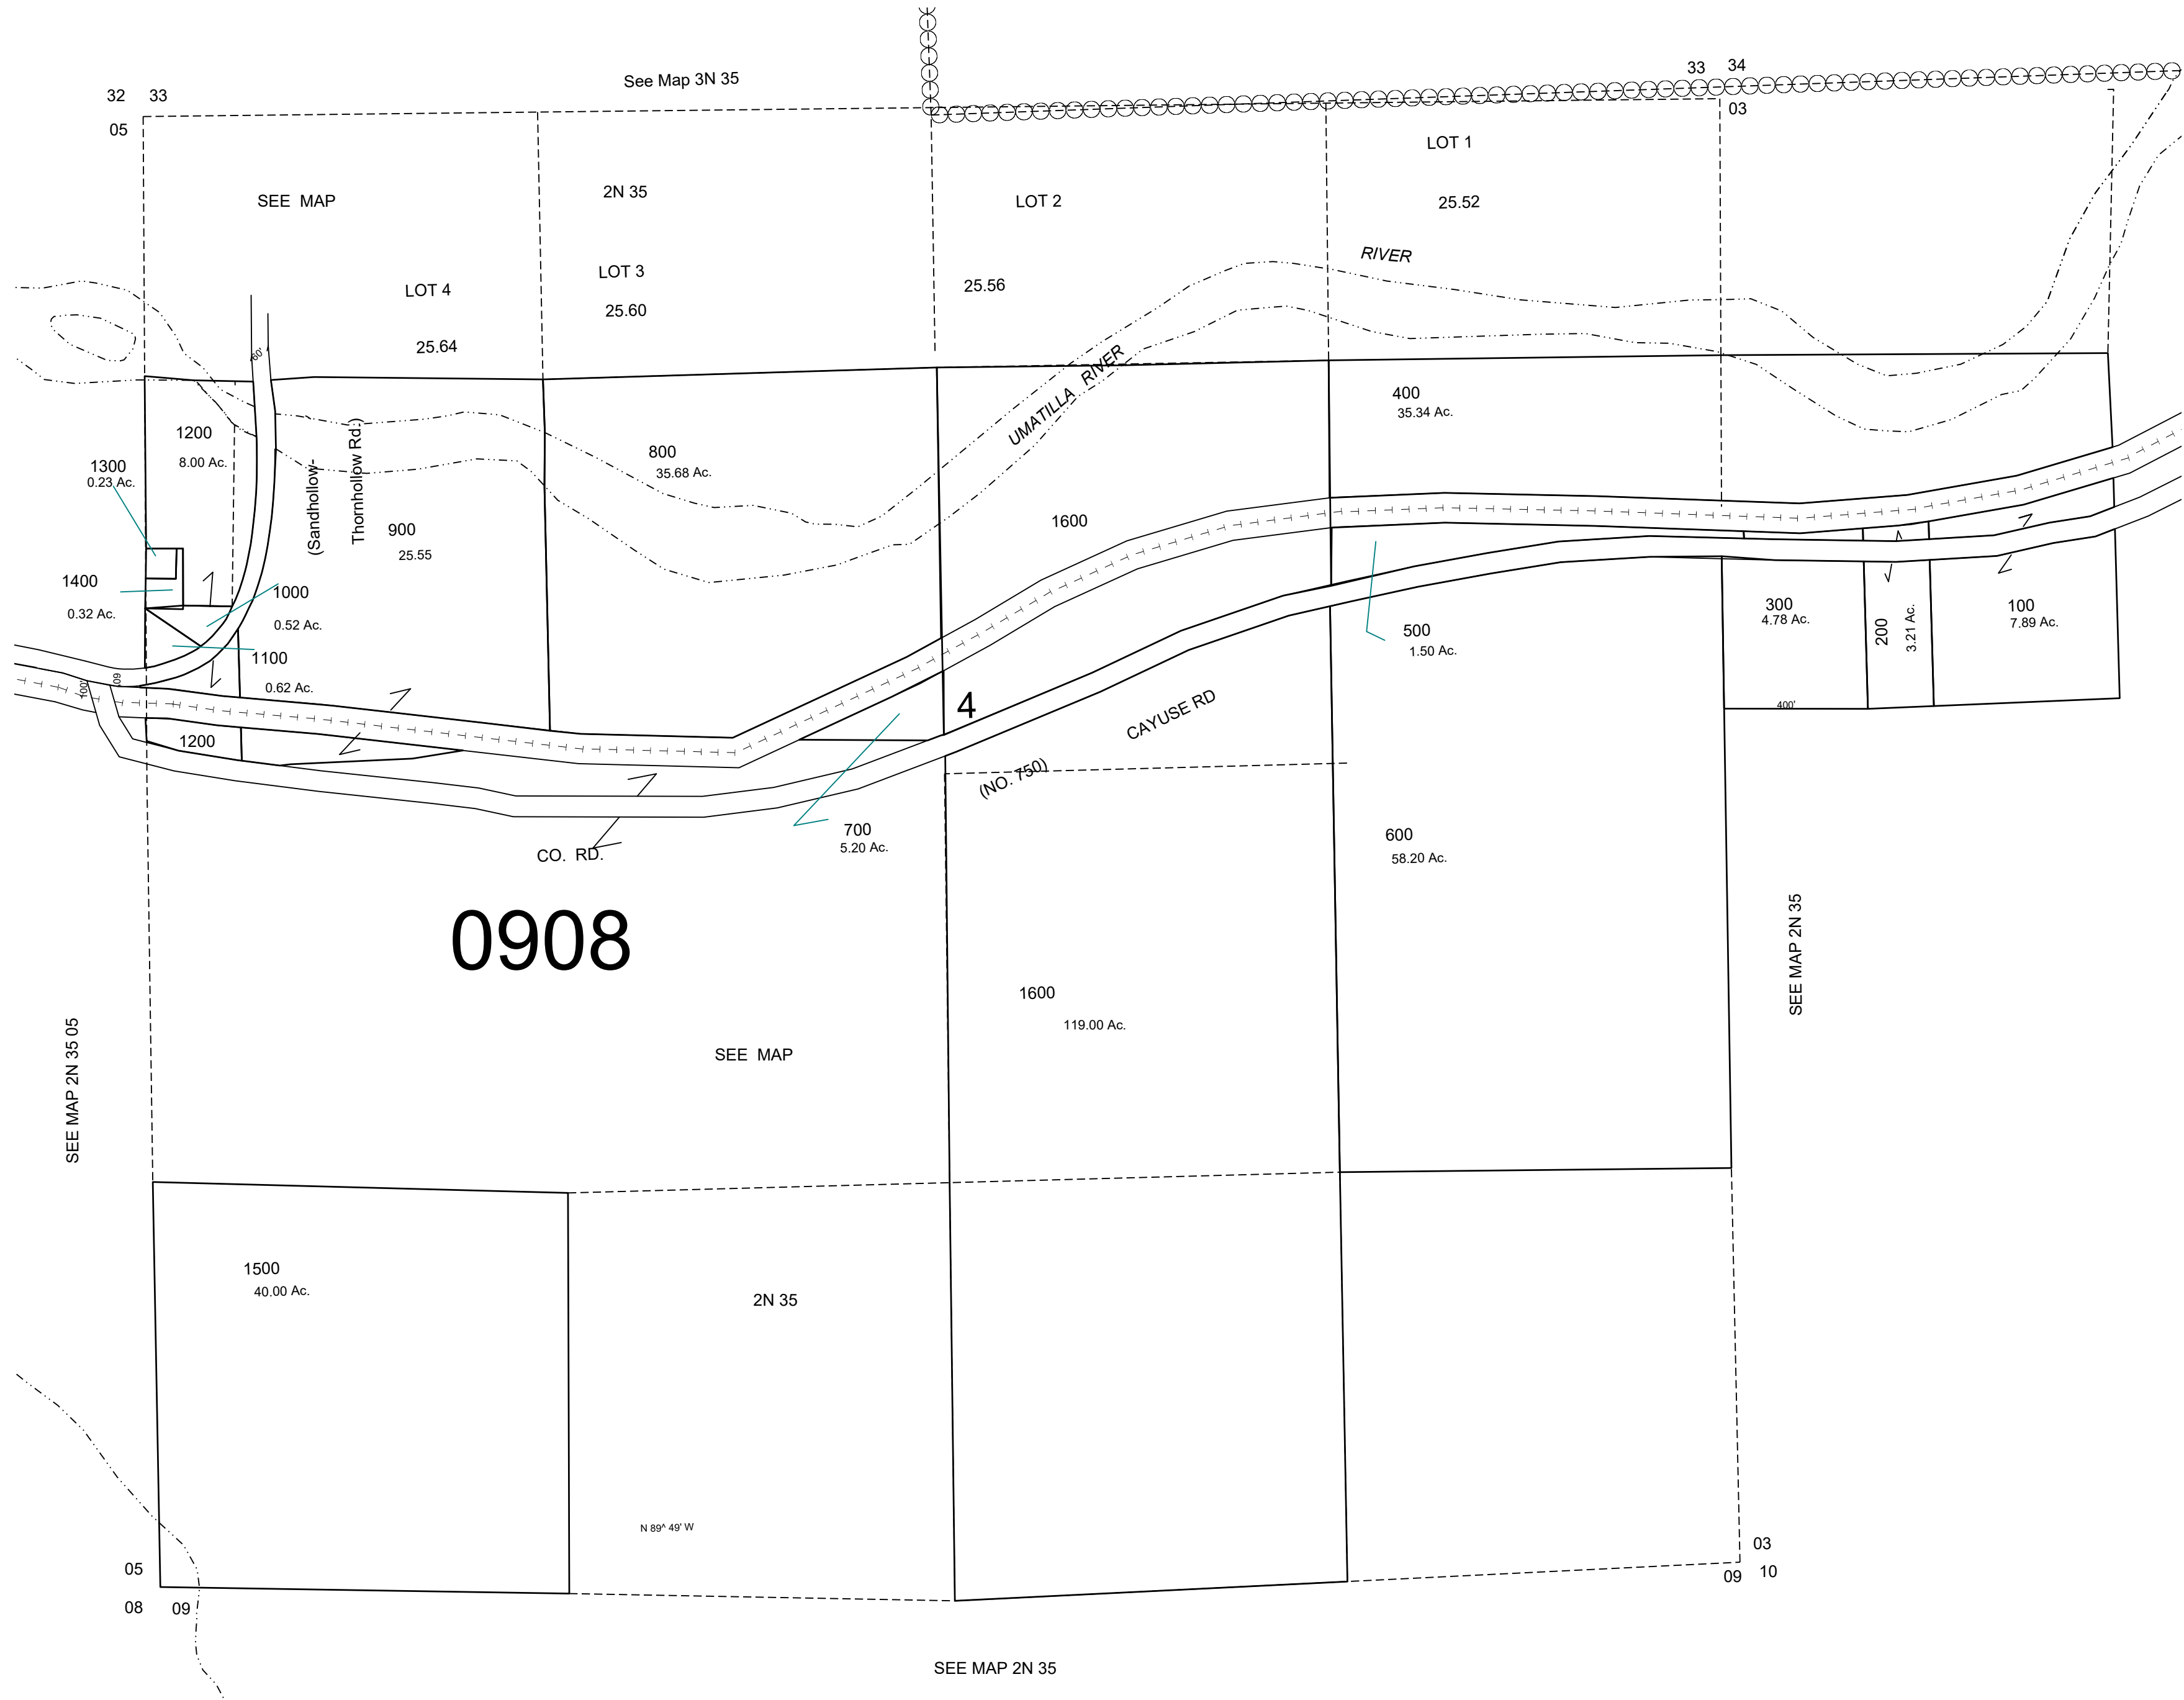 See Map 3N 35
32 33
33 34
05
03
LOT 1
SEE MAP
2N 35
LOT 2
25.52
RIVER
LOT 4
LOT 3
25.56
25.60
25.64
60'
UMATILLA RIVER
400
35.34 Ac.
1200
8.00 Ac.
1300
0.23 Ac.
(Sandhollow-
Thornhollow Rd.)
800
35.68 Ac.
900
25.55
1600
1400
0.32 Ac.
1000
0.52 Ac.
1100
0.62 Ac.
100'
60'
500
1.50 Ac.
300
4.78 Ac.
200
3.21 Ac.
100
7.89 Ac.
400'
4
CAYUSE RD
(NO. 750)
1200
700
5.20 Ac.
CO. RD.
600
58.20 Ac.
0908
SEE MAP 2N 35
1600
119.00 Ac.
SEE MAP
SEE MAP 2N 35 05
1500
40.00 Ac.
2N 35
N 89^ 49' W
05
03
08 09
09 10
SEE MAP 2N 35